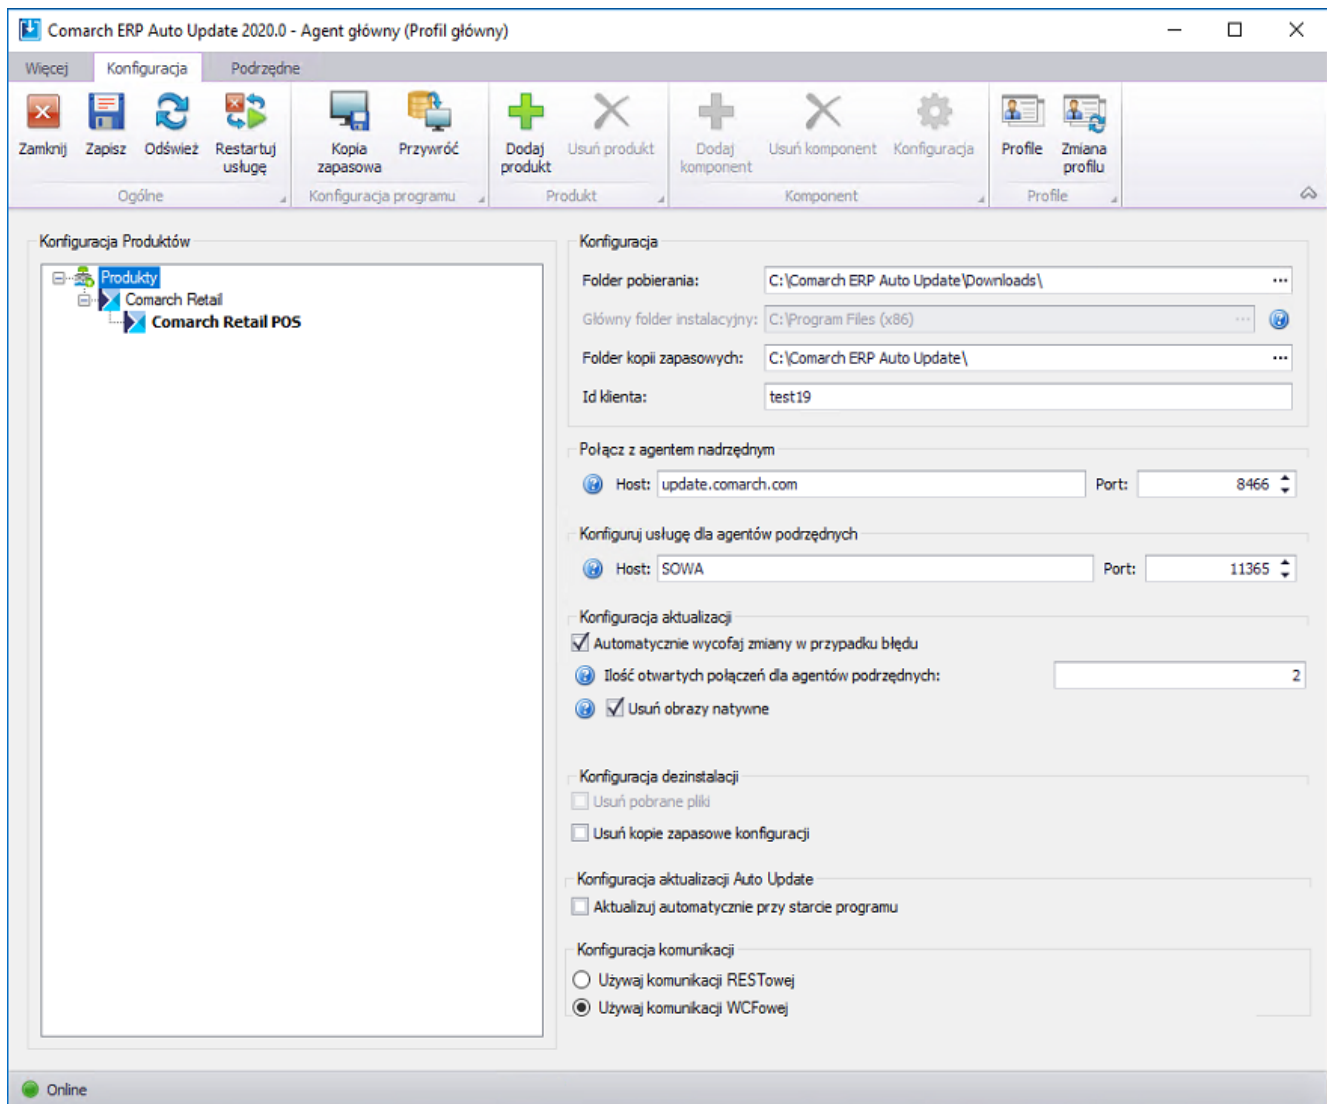 Comarch ERP Auto Update 2020.0 - Agent główny (Profil główny)
Więcej Konfiguracja Podrzędne
Zamknij Zapisz Odśwież Restartuj usługę Kopia zapasowa Przywróć Dodaj produkt Usuń produkt Dodaj komponent Usuń komponent Konfiguracja Profile Zmiana profilu
Ogólne Konfiguracja programu Produkt Komponent Profile
Konfiguracja Produktów
Produkty
Comarch Retail
Comarch Retail POS
Konfiguracja
Folder pobierania: C:\Comarch ERP Auto Update\Downloads\ ...
Główny folder instalacyjny: C:\Program Files (x86) ...
Folder kopii zapasowych: C:\Comarch ERP Auto Update\ ...
Id klienta: test19
Połącz z agentem nadrzędnym
Host: update.comarch.com Port: 8466
Konfiguruj usługę dla agentów podrzędnych
Host: SOWA Port: 11365
Konfiguracja aktualizacji
Automatycznie wycofaj zmiany w przypadku błędu
Ilość otwartych połączeń dla agentów podrzędnych: 2
Usuń obrazy natywne
Konfiguracja dezinstalacji
Usuń pobrane pliki
Usuń kopie zapasowe konfiguracji
Konfiguracja aktualizacji Auto Update
Aktualizuj automatycznie przy starcie programu
Konfiguracja komunikacji
Używaj komunikacji RESTowej
Używaj komunikacji WCFowej
Online